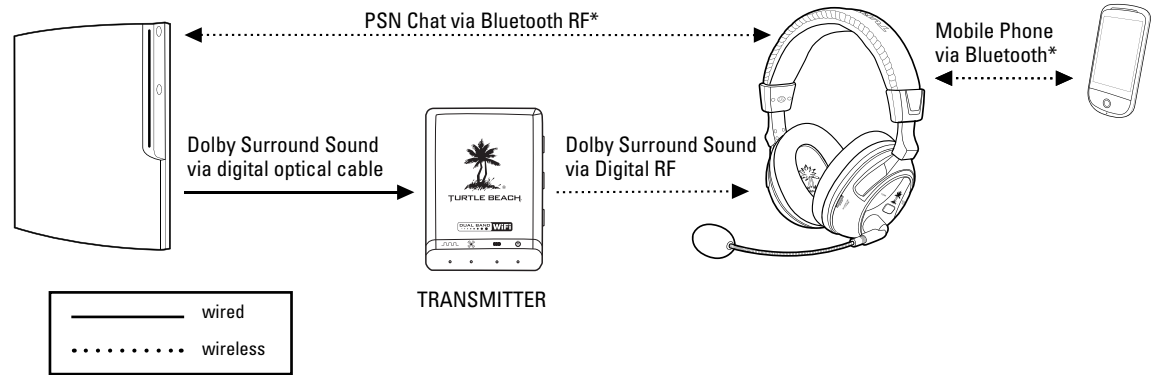 PSN Chat via Bluetooth RF*
Mobile Phone
via Bluetooth*
Dolby Surround Sound
via digital optical cable
Dolby Surround Sound
via Digital RF
TURTLE BEACH
DUAL BAND WiFi
TRANSMITTER
wired
wireless